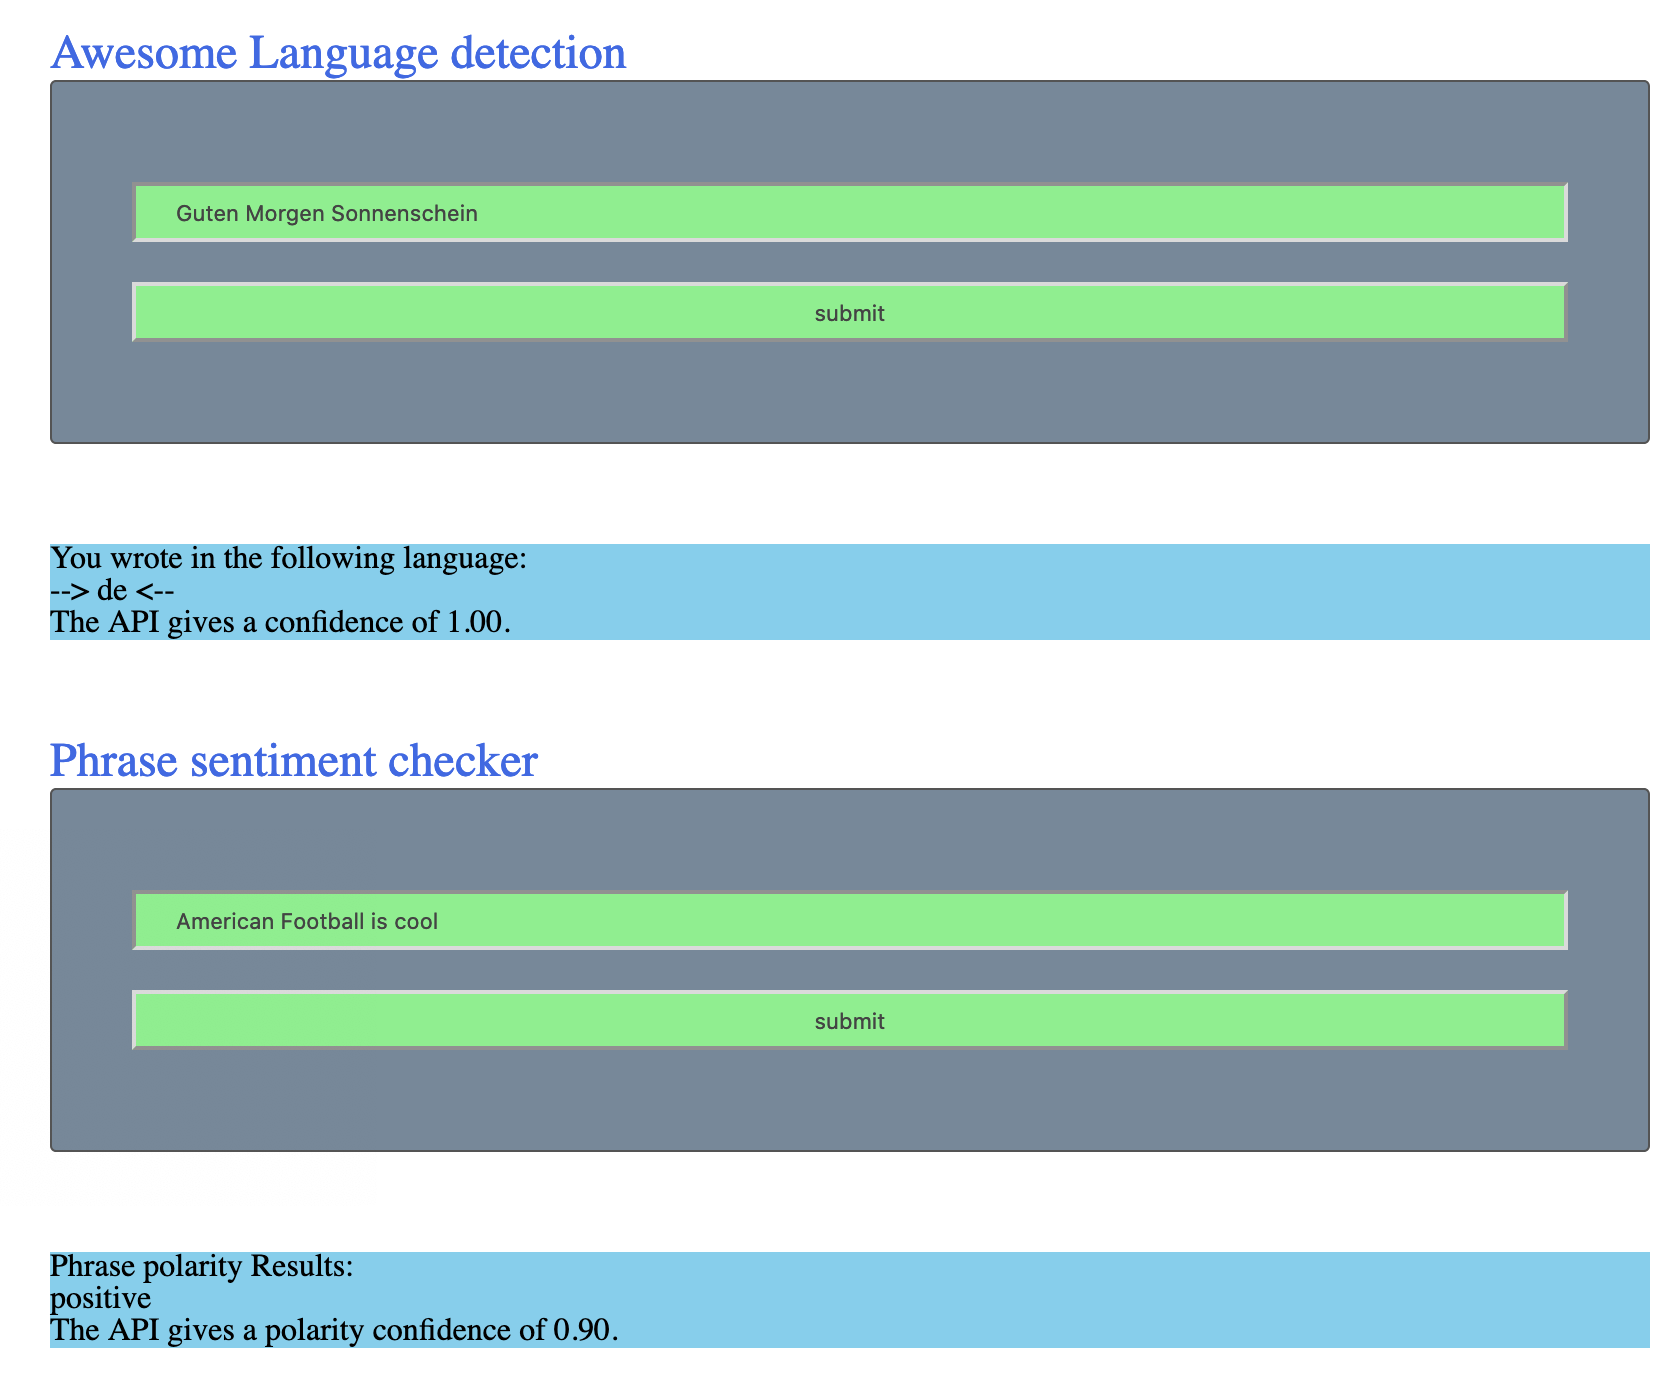 Awesome Language detection
Guten Morgen Sonnenschein
submit
You wrote in the following language:
--> de <--
The API gives a confidence of 1.00.
Phrase sentiment checker
American Football is cool
submit
Phrase polarity Results:
positive
The API gives a polarity confidence of 0.90.